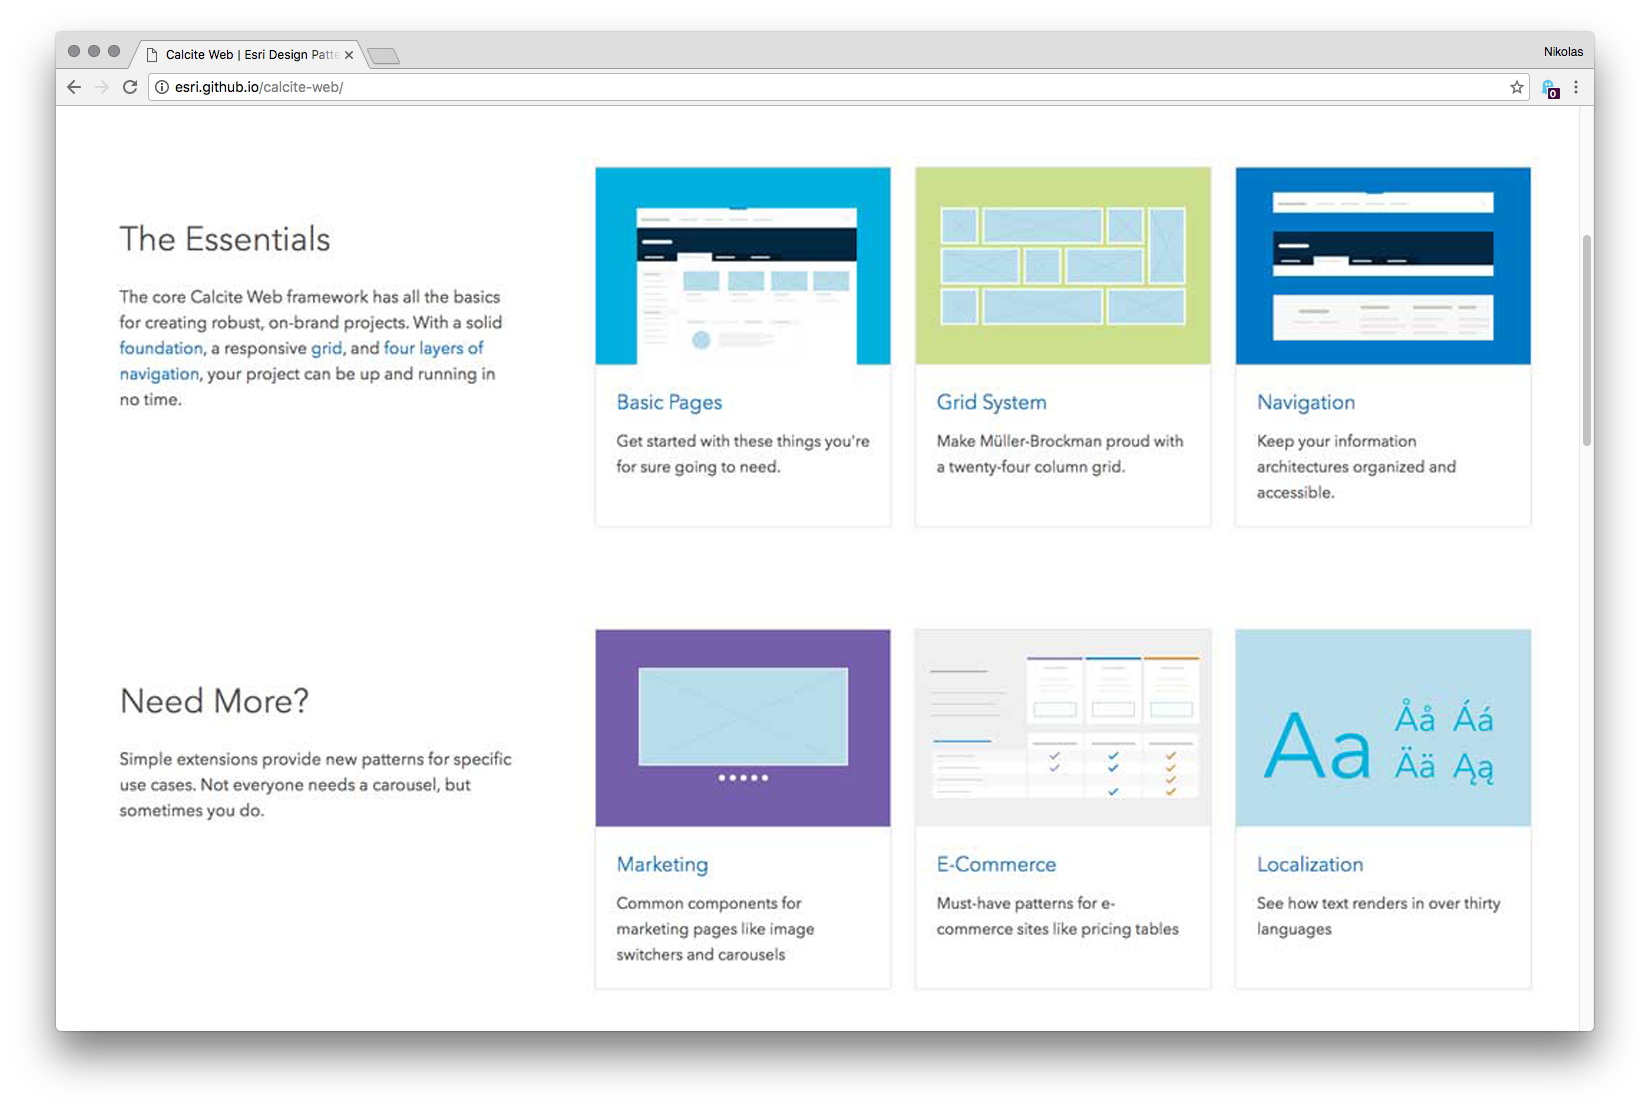 Calcite Web | Esri Design Patte
Nikolas
esri.github.io/calcite-web/
0
The Essentials
The core Calcite Web framework has all the basics
for creating robust, on-brand projects. With a solid
foundation, a responsive grid, and four layers of
navigation, your project can be up and running in
no time.
Basic Pages
Get started with these things you're
for sure going to need.
Grid System
Make Müller-Brockman proud with
a twenty-four column grid.
Navigation
Keep your information
architectures organized and
accessible.
Need More?
Simple extensions provide new patterns for specific
use cases. Not everyone needs a carousel, but
sometimes you do.
Marketing
Common components for
marketing pages like image
switchers and carousels
E-Commerce
Must-have patterns for e-
commerce sites like pricing tables
Aa
Åå Áá
Ää Ąą
Localization
See how text renders in over thirty
languages